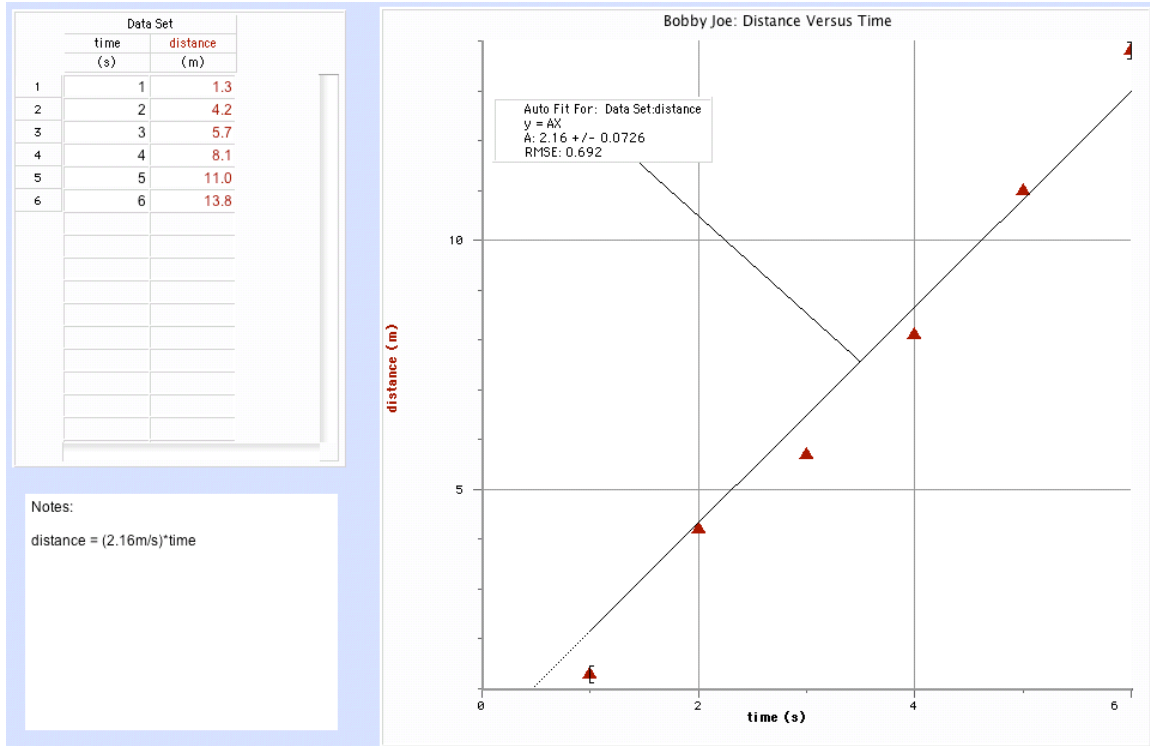 Data Set
time distance
(s) (m)
1 1 1.3
2 2 4.2
3 3 5.7
4 4 8.1
5 5 11.0
6 6 13.8
Notes:
distance = (2.16m/s)*time
Bobby Joe: Distance Versus Time
Auto Fit For: Data Set:distance
y = AX
A: 2.16 +/- 0.0726
RMSE: 0.692
10
5
distance (m)
0 2 4 6
time (s)